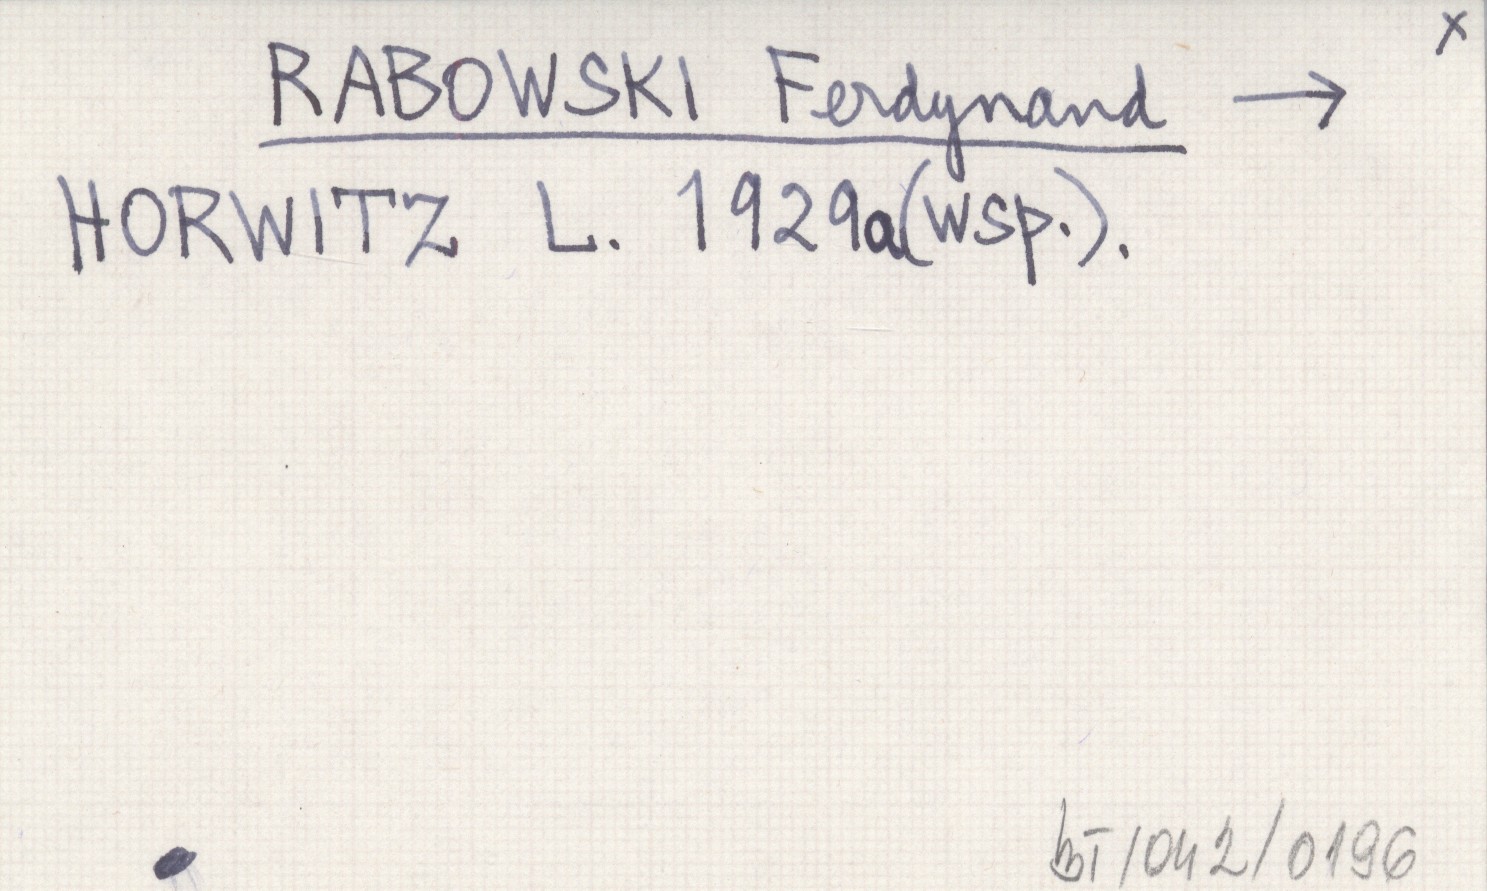 x
RABOWSKI Ferdynand →
HORWITZ L. 1929a (wsp.).
BT/042/0196